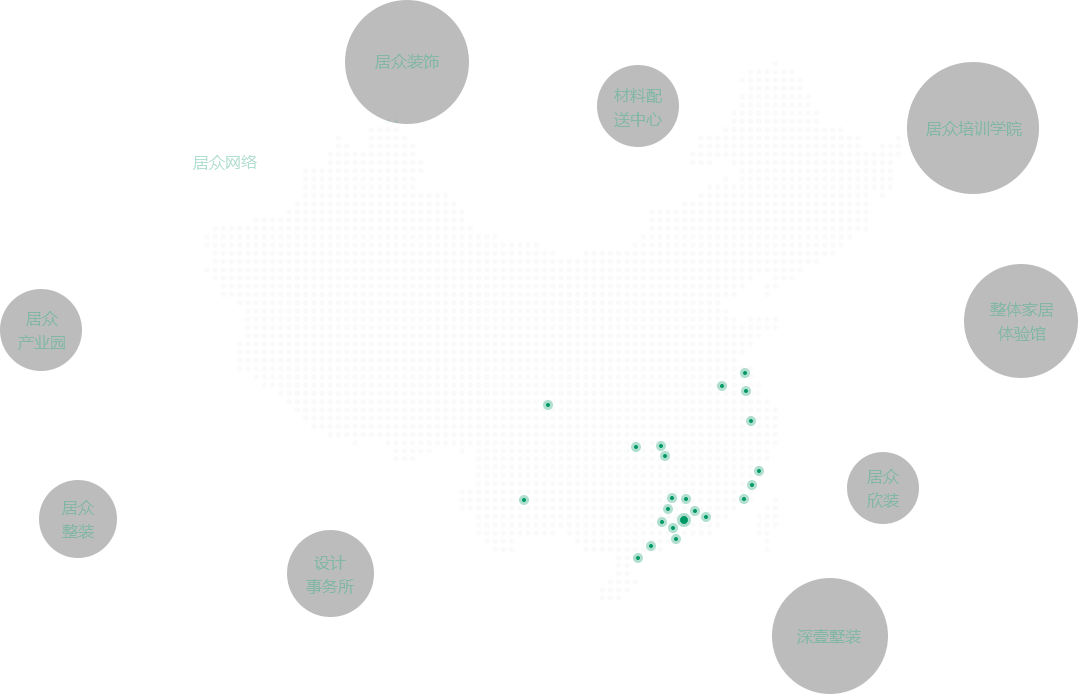 居众装饰
材料配
送中心
居众培训学院
居众网络
居众
产业园
整体家居
体验馆
居众
欣装
居众
整装
设计
事务所
深壹墅装